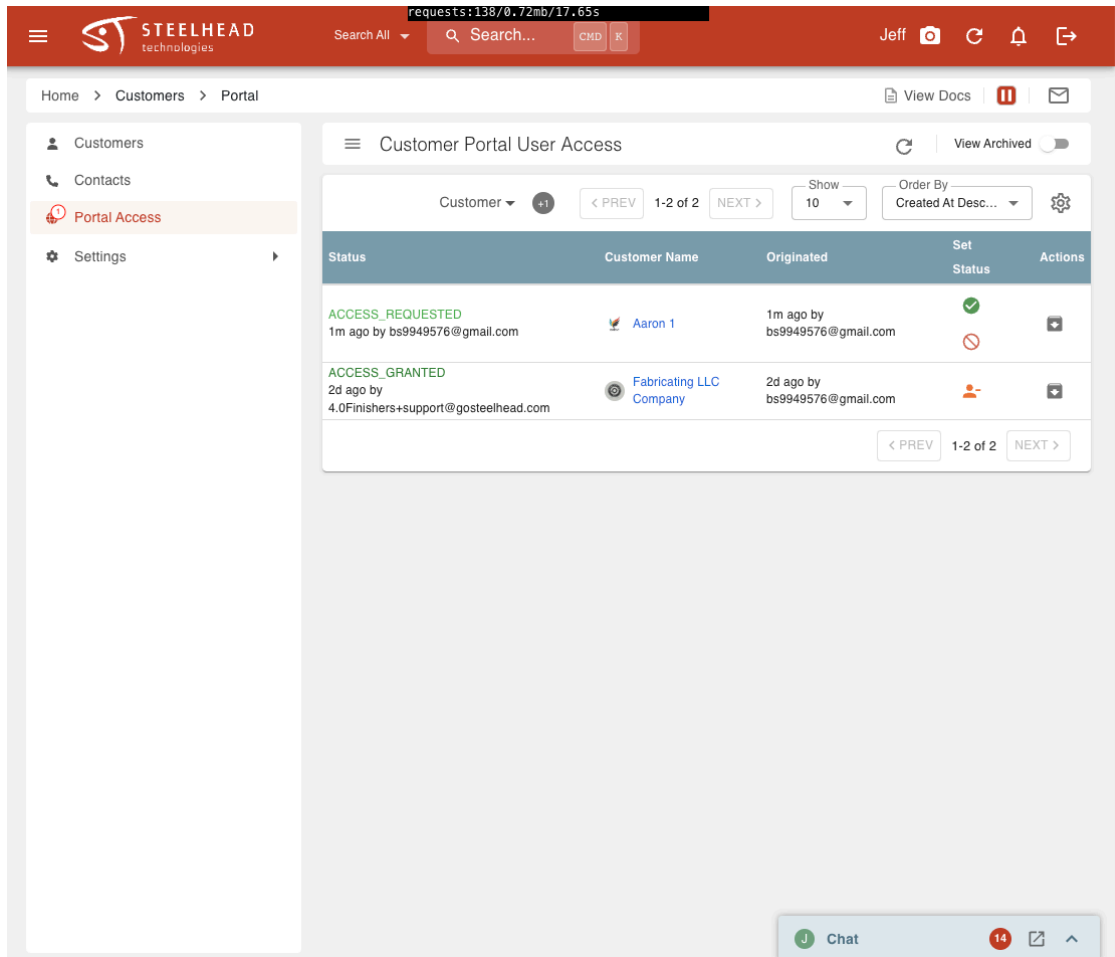 requests:138/0.72mb/17.65s
STEELHEAD
technologies
Search All
Search...
CMD K
Jeff
Home > Customers > Portal
View Docs
Customers
Contacts
1
Portal Access
Settings
Customer Portal User Access
View Archived
Customer
+1
< PREV
1-2 of 2
NEXT >
Show
10
Order By
Created At Desc...
Status
Customer Name
Originated
Set
Status
Actions
ACCESS_REQUESTED
1m ago by bs9949576@gmail.com
Aaron 1
1m ago by
bs9949576@gmail.com
ACCESS_GRANTED
2d ago by
4.0Finishers+support@gosteelhead.com
Fabricating LLC
Company
2d ago by
bs9949576@gmail.com
< PREV
1-2 of 2
NEXT >
J
Chat
14